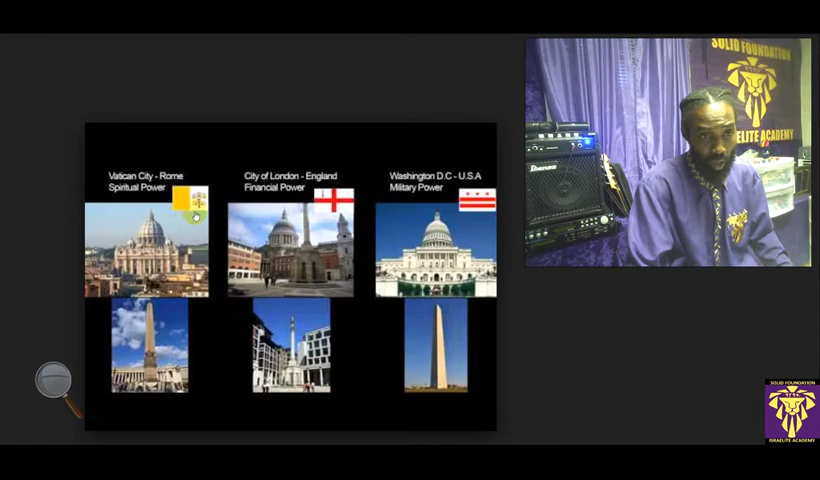 Vatican City - Rome
Spiritual Power
City of London - England
Financial Power
Washington D.C - U.S.A
Military Power
SOLID FOUNDATION
ISRAELITE ACADEMY
Ibanez
SOLID FOUNDATION
ISRAELITE ACADEMY